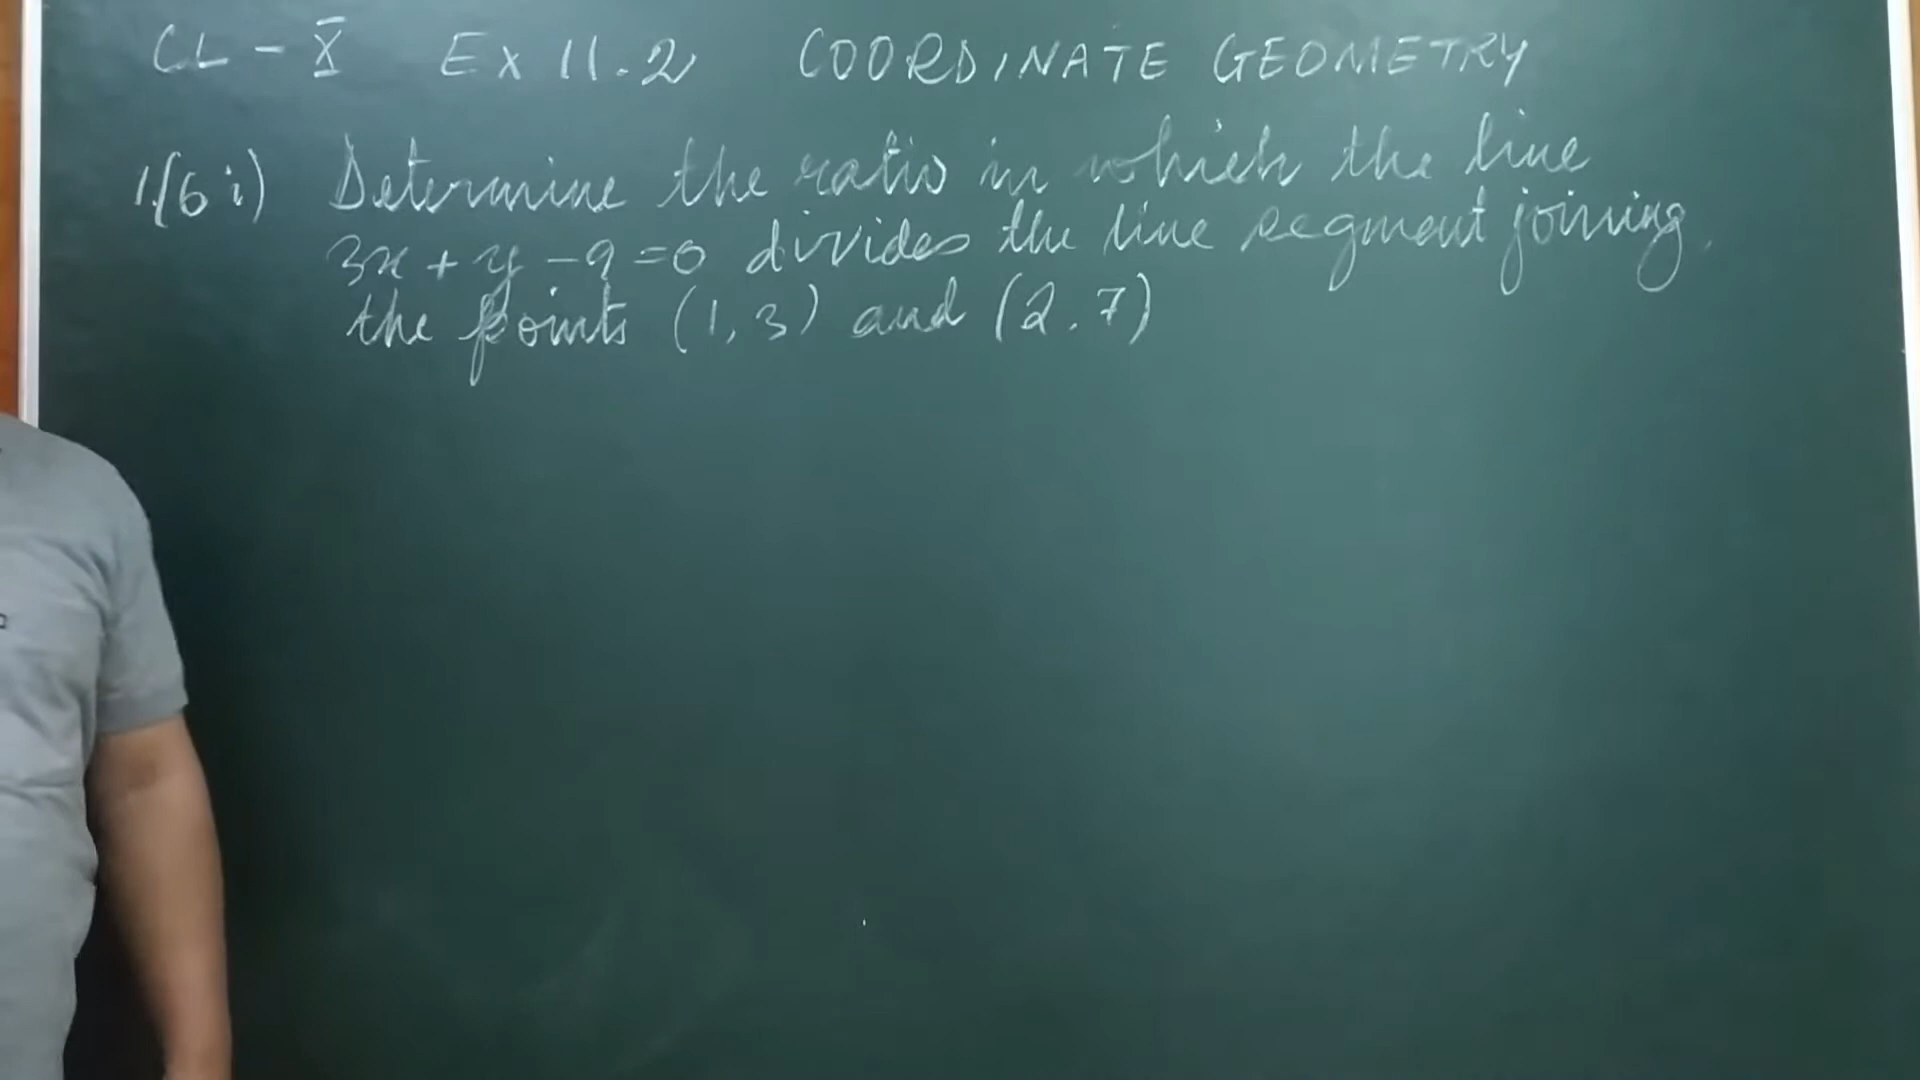 CL - X Ex 11.2 COORDINATE GEOMETRY
1.(6 i) Determine the ratio in which the line
3x + y - 9 = 0 divides the line segment joining
the points (1, 3) and (2, 7)